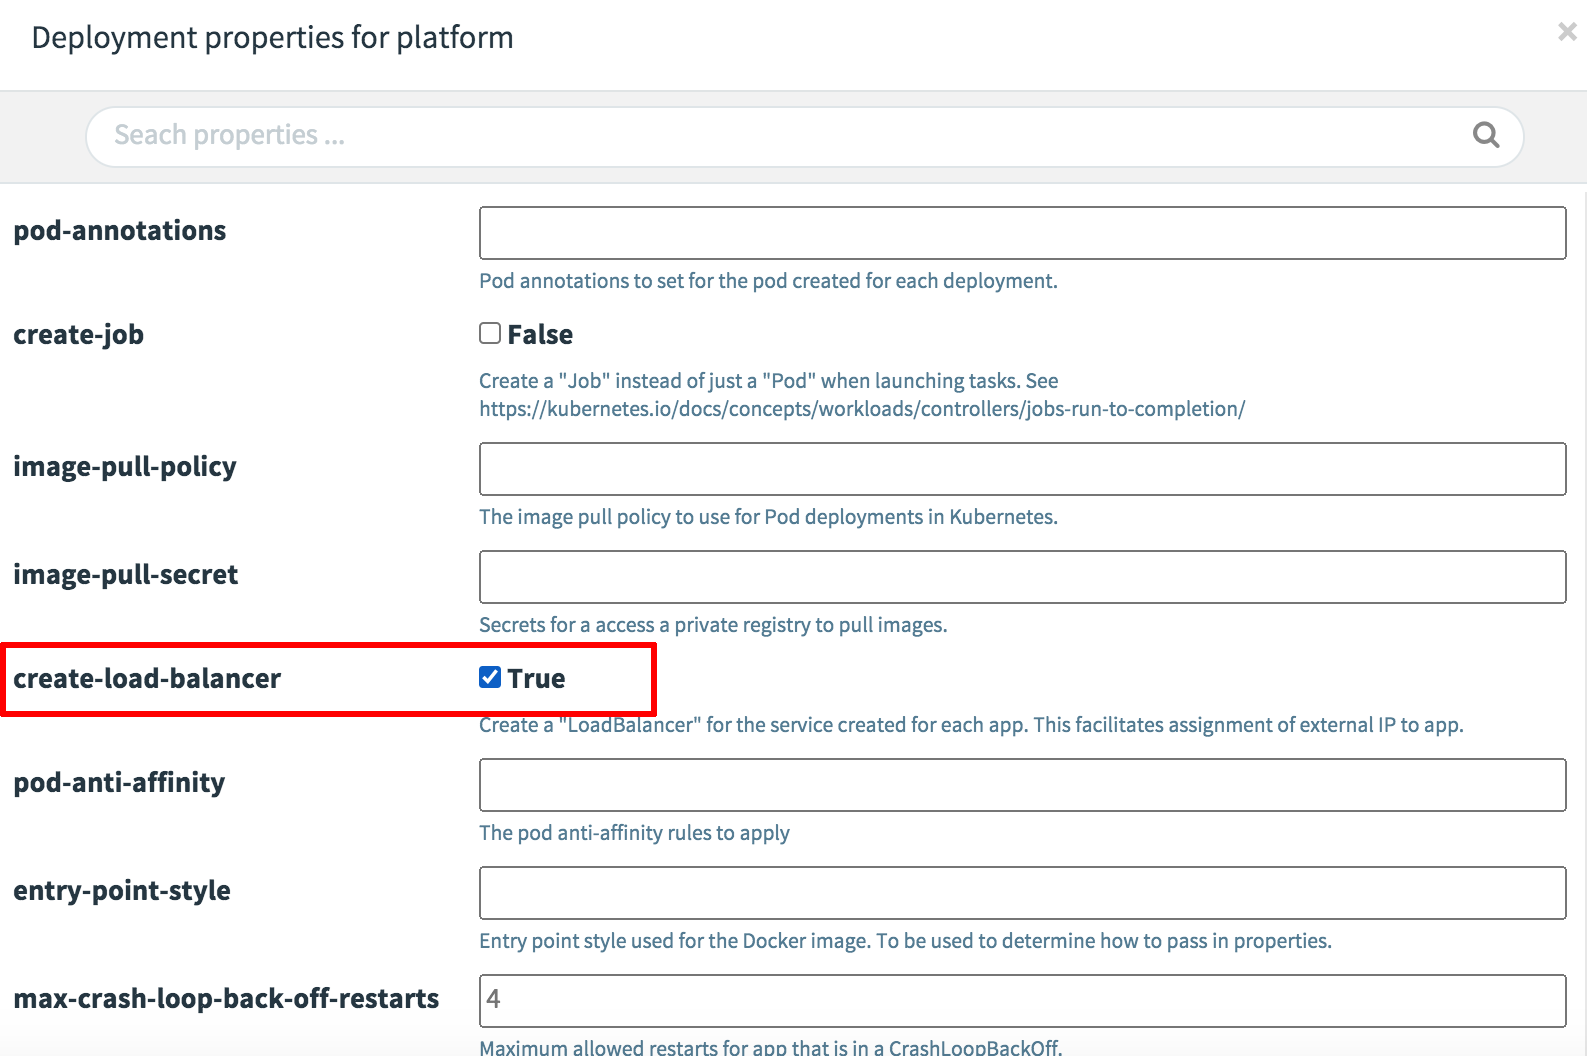 Deployment properties for platform
×
Seach properties ...
pod-annotations
Pod annotations to set for the pod created for each deployment.
create-job
False
Create a "Job" instead of just a "Pod" when launching tasks. See
https://kubernetes.io/docs/concepts/workloads/controllers/jobs-run-to-completion/
image-pull-policy
The image pull policy to use for Pod deployments in Kubernetes.
image-pull-secret
Secrets for a access a private registry to pull images.
create-load-balancer
True
Create a "LoadBalancer" for the service created for each app. This facilitates assignment of external IP to app.
pod-anti-affinity
The pod anti-affinity rules to apply
entry-point-style
Entry point style used for the Docker image. To be used to determine how to pass in properties.
max-crash-loop-back-off-restarts
4
Maximum allowed restarts for app that is in a CrashLoopBackOff.